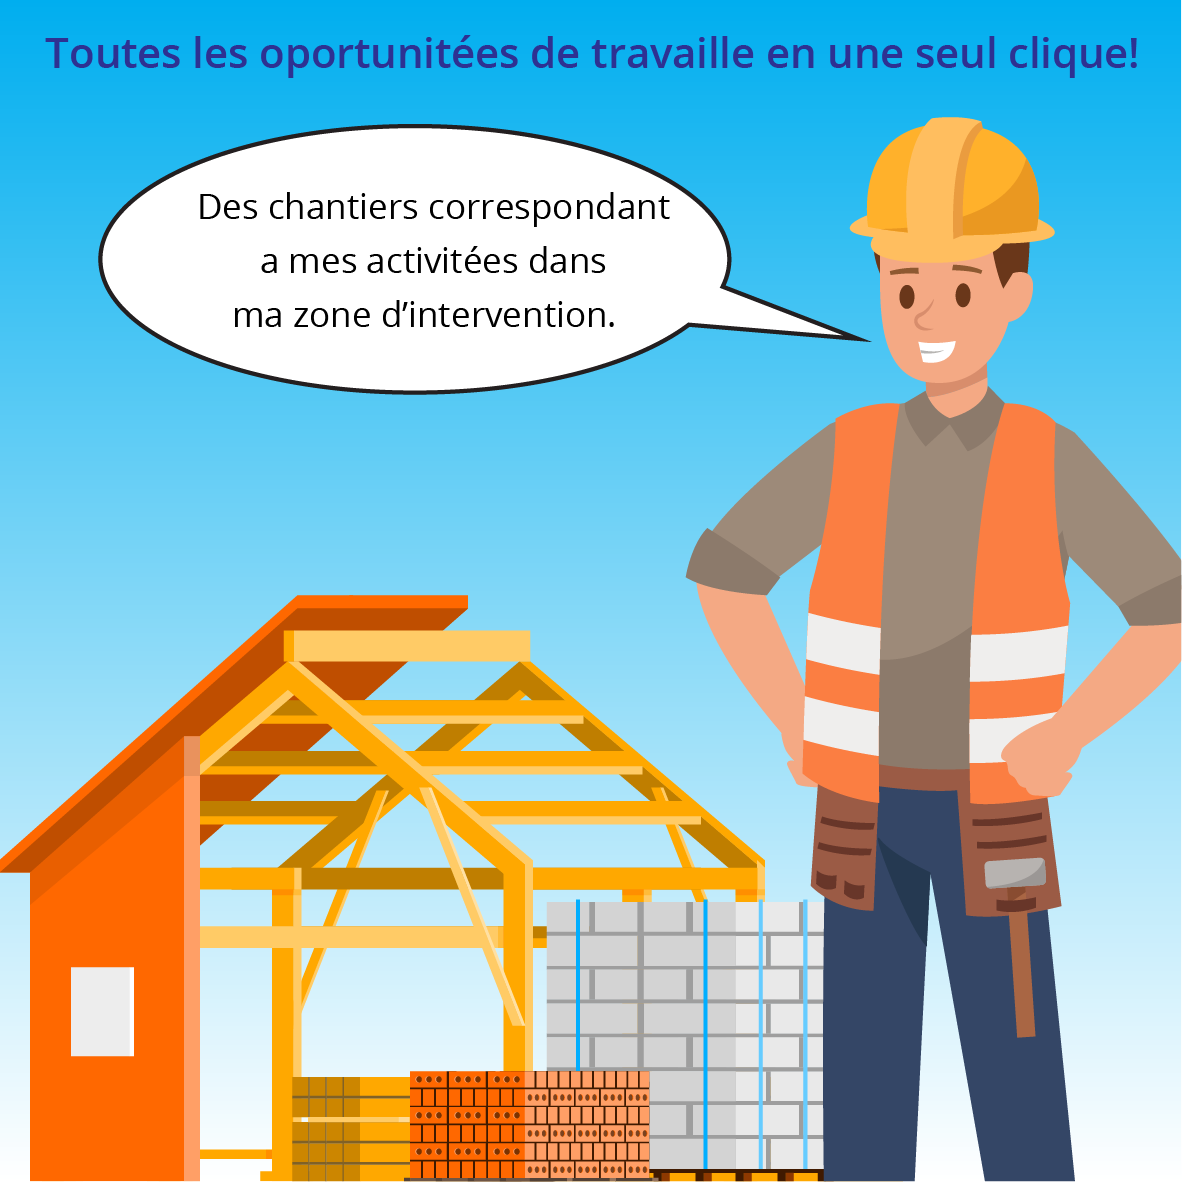 Toutes les oportunitées de travaille en une seul clique!
Des chantiers correspondant
a mes activitées dans
ma zone d’intervention.